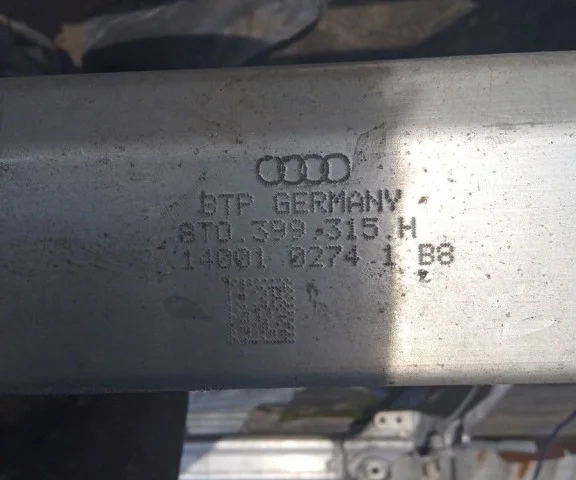 BTP GERMANY
8T0.399.315.H
14001 0274 1 B8